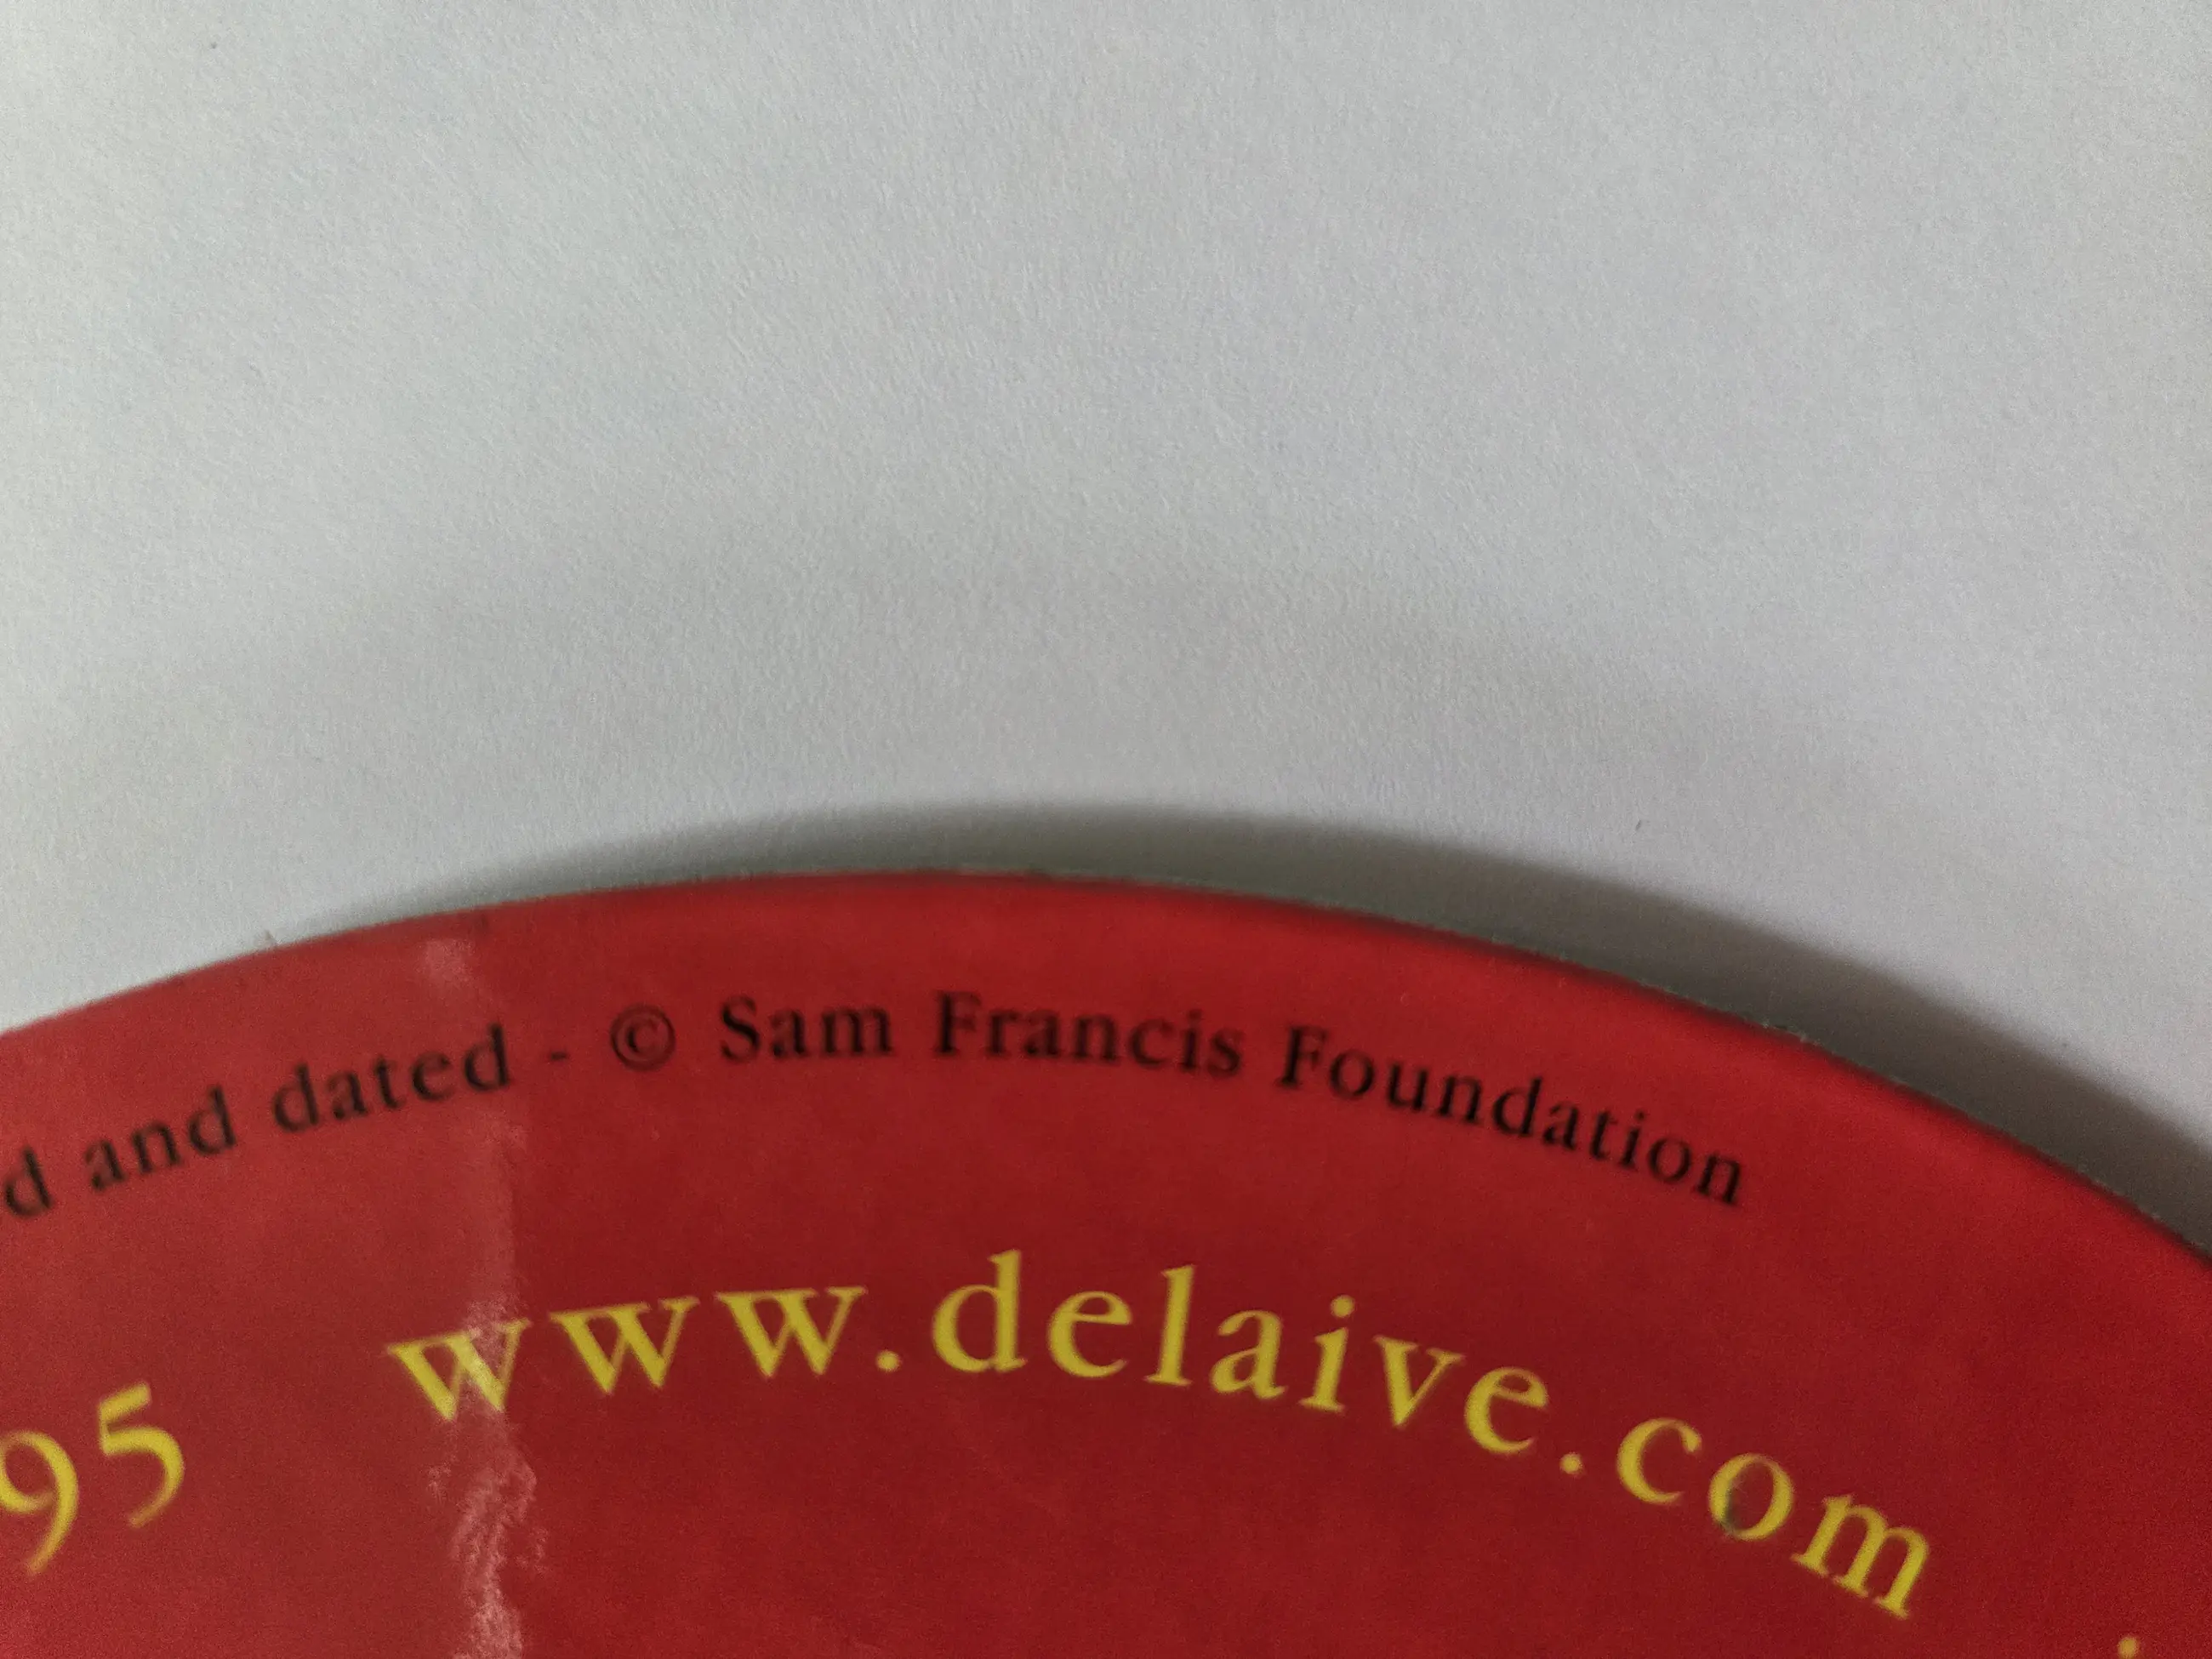 d and dated - © Sam Francis Foundation
95 www.delaive.com